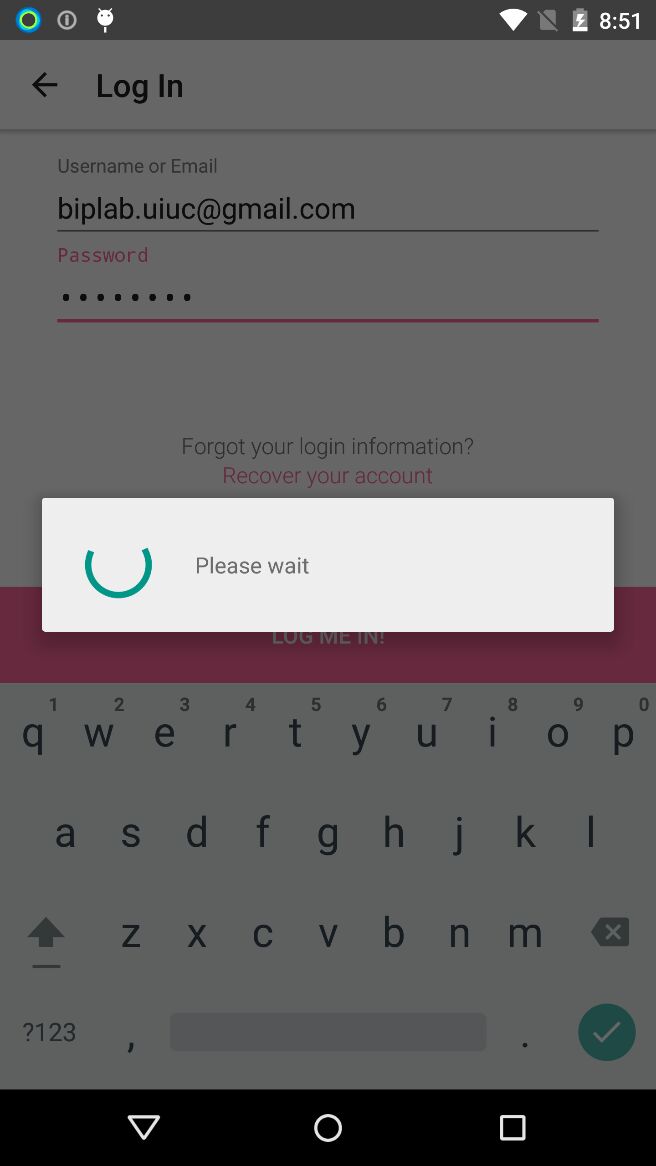 8:51
Log In
Username or Email
biplab.uiuc@gmail.com
Password
••••••••
Forgot your login information?
Recover your account
Please wait
LOG ME IN!
1 2 3 4 5 6 7 8 9 0
q w e r t y u i o p
a s d f g h j k l
z x c v b n m
?123 , .